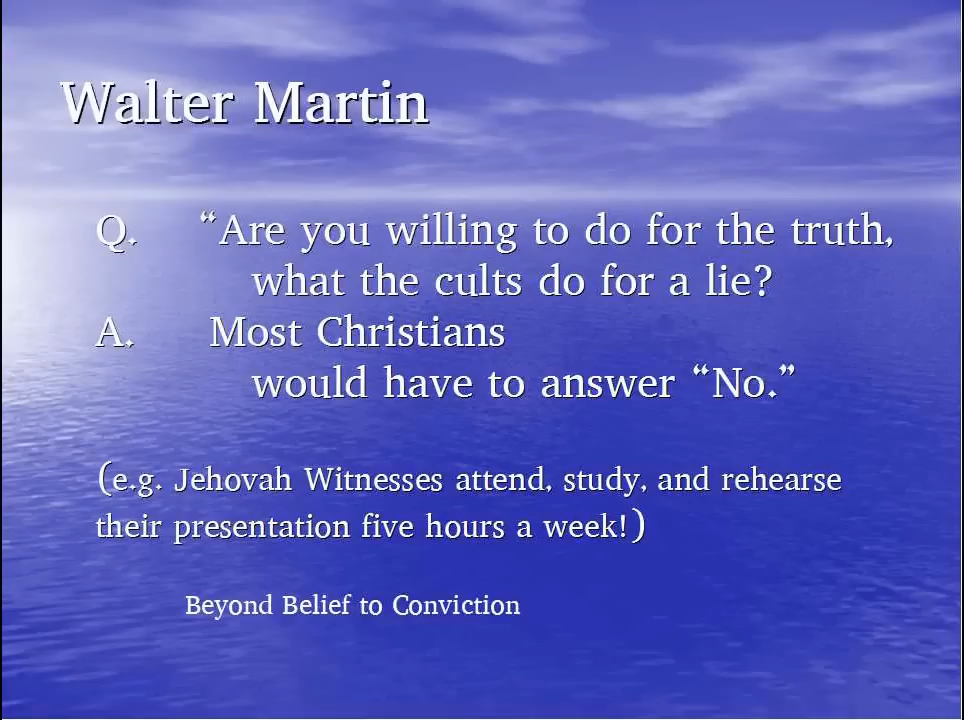 Walter Martin
Q. “Are you willing to do for the truth,
what the cults do for a lie?
A. Most Christians
would have to answer “No.”
(e.g. Jehovah Witnesses attend, study, and rehearse
their presentation five hours a week!)
Beyond Belief to Conviction